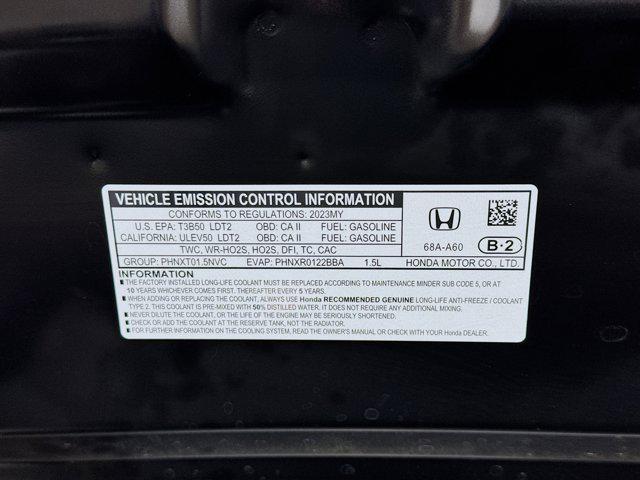 VEHICLE EMISSION CONTROL INFORMATION
CONFORMS TO REGULATIONS: 2023MY
U.S. EPA: T3B50 LDT2 OBD: CA II FUEL: GASOLINE
CALIFORNIA: ULEV50 LDT2 OBD: CA II FUEL: GASOLINE
TWC, WR-HO2S, HO2S, DFI, TC, CAC
GROUP: PHNXT01.5NVC EVAP: PHNXR0122BBA 1.5L
68A-A60 B-2
HONDA MOTOR CO., LTD.
INFORMATION
THE FACTORY INSTALLED LONG-LIFE COOLANT MUST BE REPLACED ACCORDING TO MAINTENANCE MINDER SUB CODE 5, OR AT
10 YEARS WHICHEVER COMES FIRST. THEREAFTER EVERY 5 YEARS.
WHEN ADDING OR REPLACING THE COOLANT, ALWAYS USE Honda RECOMMENDED GENUINE LONG-LIFE ANTI-FREEZE / COOLANT
TYPE 2. THIS COOLANT IS PRE-MIXED WITH 50% DISTILLED WATER. IT DOES NOT REQUIRE ANY ADDITIONAL MIXING.
NEVER DILUTE THE COOLANT, OR THE LIFE OF THE ENGINE MAY BE SERIOUSLY SHORTENED.
CHECK OR ADD COOLANT AT THE RESERVE TANK, NOT THE RADIATOR.
FOR FURTHER INFORMATION ON THE COOLING SYSTEM, READ THE OWNER'S MANUAL OR CHECK WITH YOUR Honda DEALER.